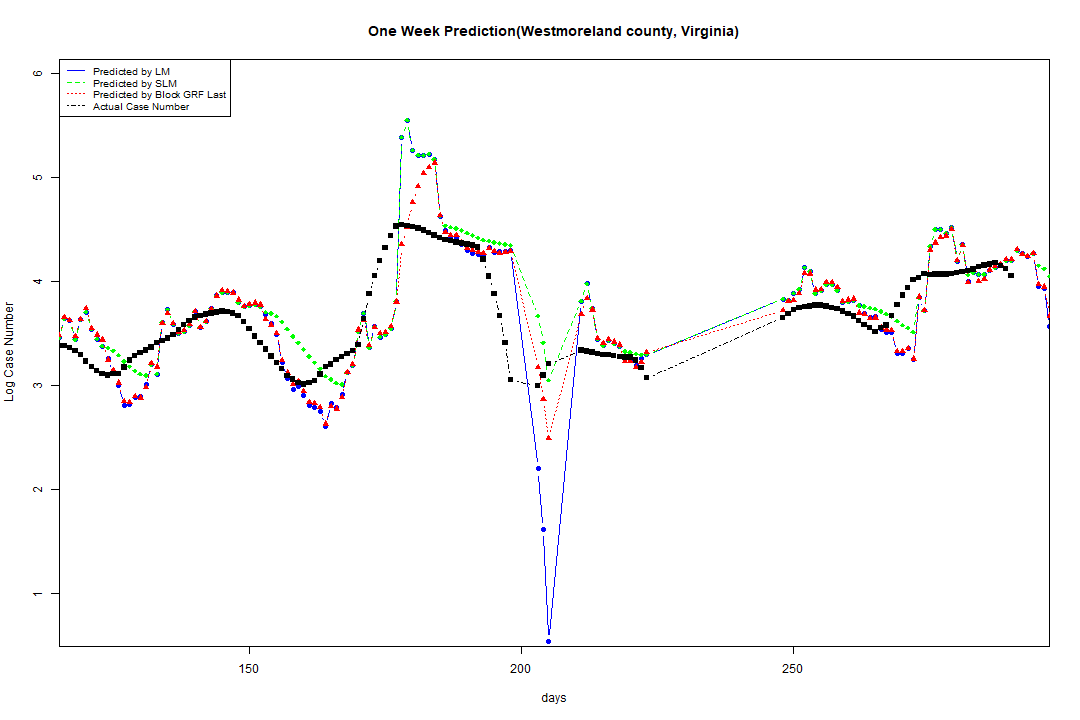 One Week Prediction(Westmoreland county, Virginia)
Predicted by LM
Predicted by SLM
Predicted by Block GRF Last
Actual Case Number
6
5
4
3
2
1
Log Case Number
150
200
250
days